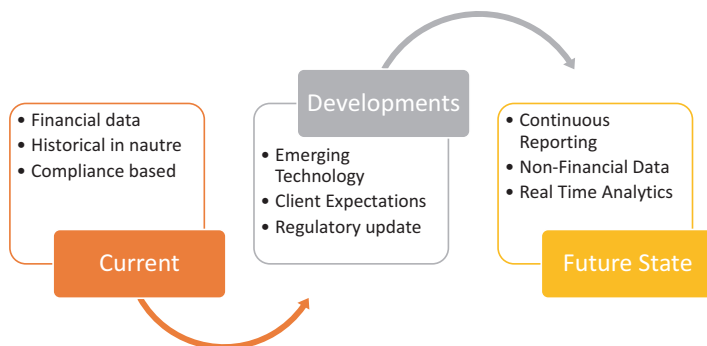 • Financial data
• Historical in nautre
• Compliance based
Current
Developments
• Emerging
Technology
• Client Expectations
• Regulatory update
• Continuous
Reporting
• Non-Financial Data
• Real Time Analytics
Future State